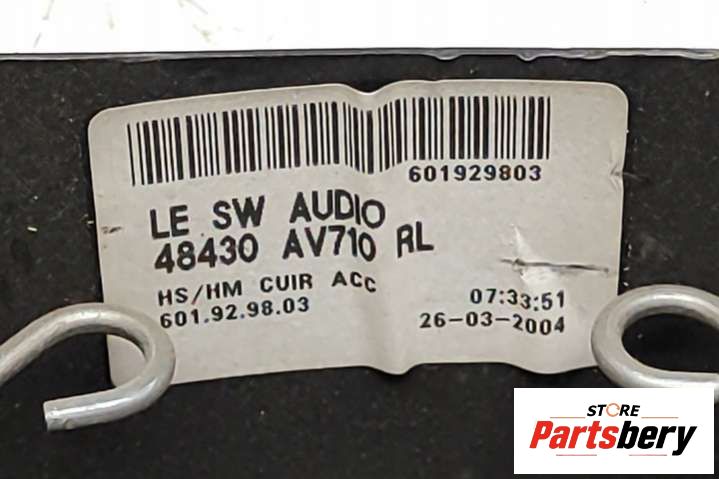 601929803
LE SW AUDIO
48430 AV710 RL
HS/HM CUIR ACC
601.92.98.03
07:33:51
26-03-2004
STORE
Partsbery